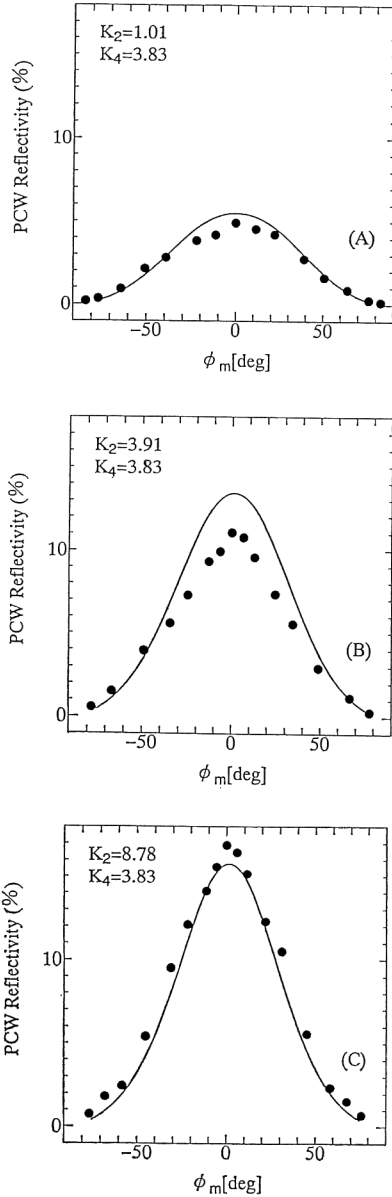 K2=1.01
K4=3.83
PCW Reflectivity (%)
10
0
(A)
−50 0 50
ϕm[deg]
K2=3.91
K4=3.83
PCW Reflectivity (%)
10
0
(B)
−50 0 50
ϕm[deg]
K2=8.78
K4=3.83
PCW Reflectivity (%)
10
0
(C)
−50 0 50
ϕm[deg]